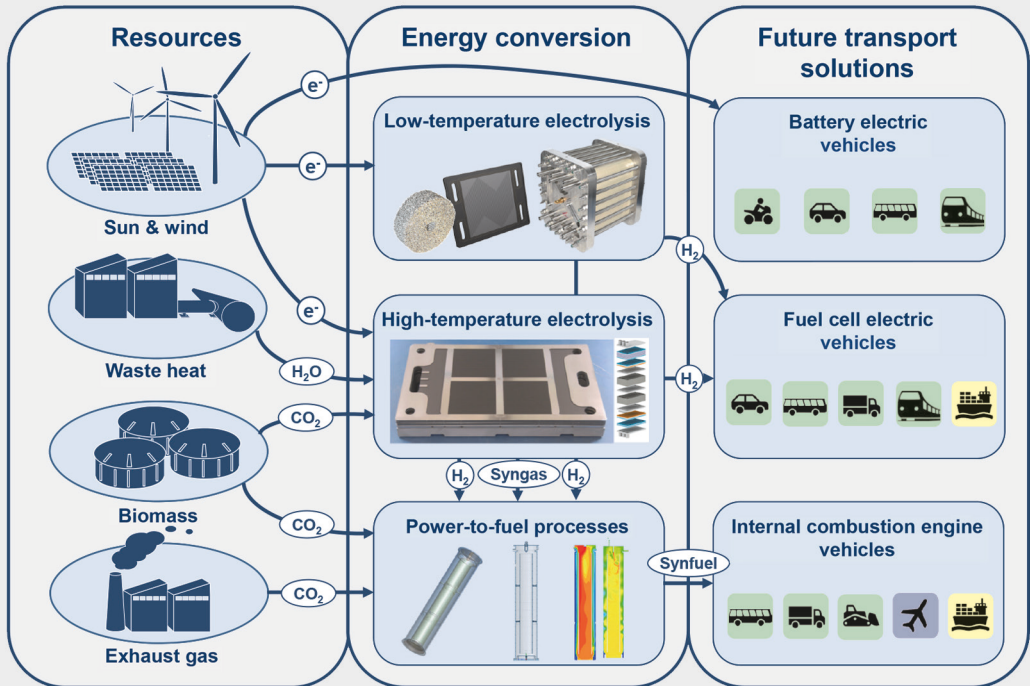 Resources
Energy conversion
Future transport
solutions
e-
Low-temperature electrolysis
Battery electric
vehicles
e-
Sun & wind
H2
e-
High-temperature electrolysis
Fuel cell electric
vehicles
Waste heat
H2O
H2
CO2
H2
Syngas
H2
Biomass
CO2
Power-to-fuel processes
Internal combustion engine
vehicles
Synfuel
CO2
Exhaust gas